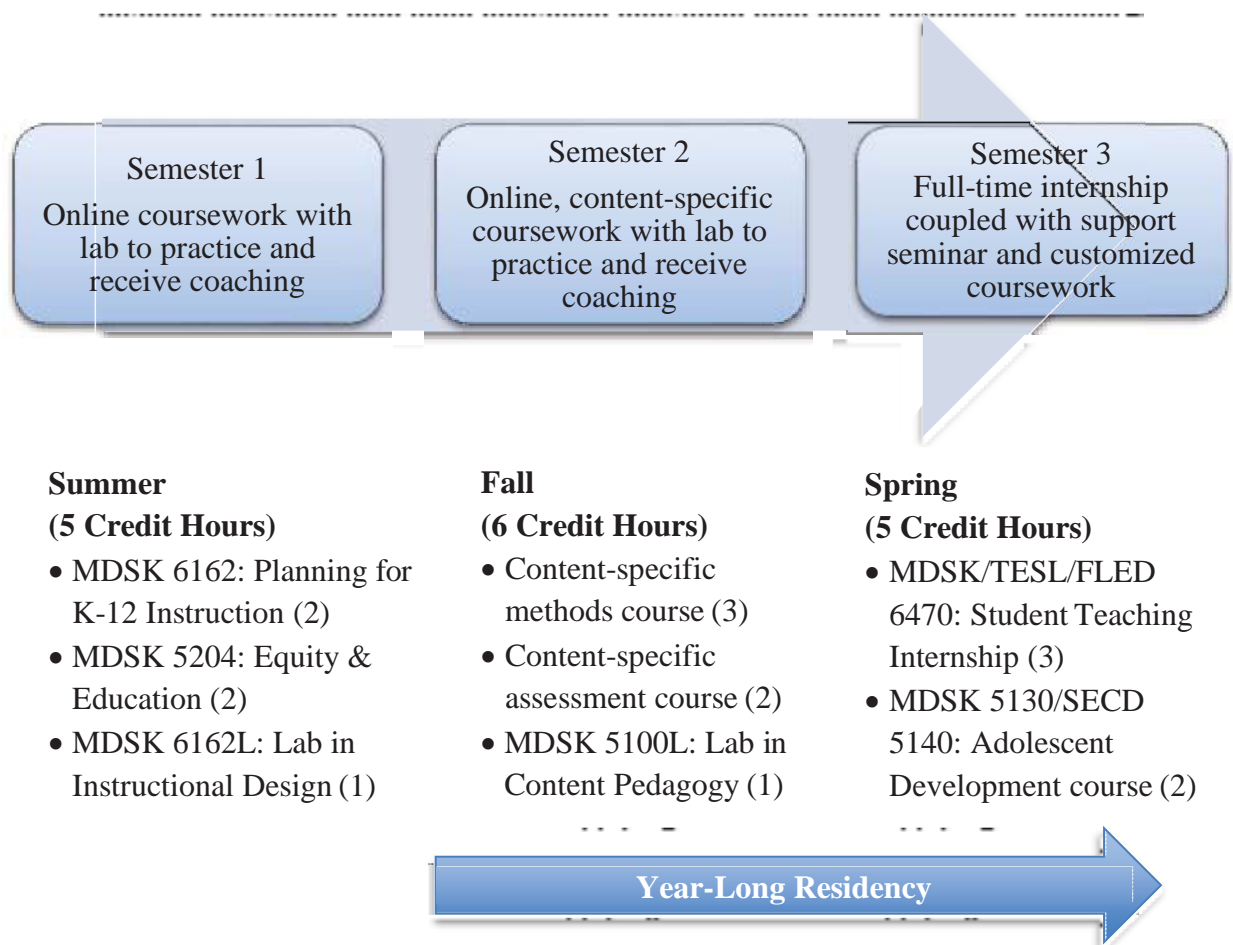 Semester 1
Online coursework with
lab to practice and
receive coaching
Semester 2
Online, content-specific
coursework with lab to
practice and receive
coaching
Semester 3
Full-time internship
coupled with support
seminar and customized
coursework
Summer
(5 Credit Hours)
• MDSK 6162: Planning for
K-12 Instruction (2)
• MDSK 5204: Equity &
Education (2)
• MDSK 6162L: Lab in
Instructional Design (1)
Fall
(6 Credit Hours)
• Content-specific
methods course (3)
• Content-specific
assessment course (2)
• MDSK 5100L: Lab in
Content Pedagogy (1)
Spring
(5 Credit Hours)
• MDSK/TESL/FLED
6470: Student Teaching
Internship (3)
• MDSK 5130/SECD
5140: Adolescent
Development course (2)
Year-Long Residency